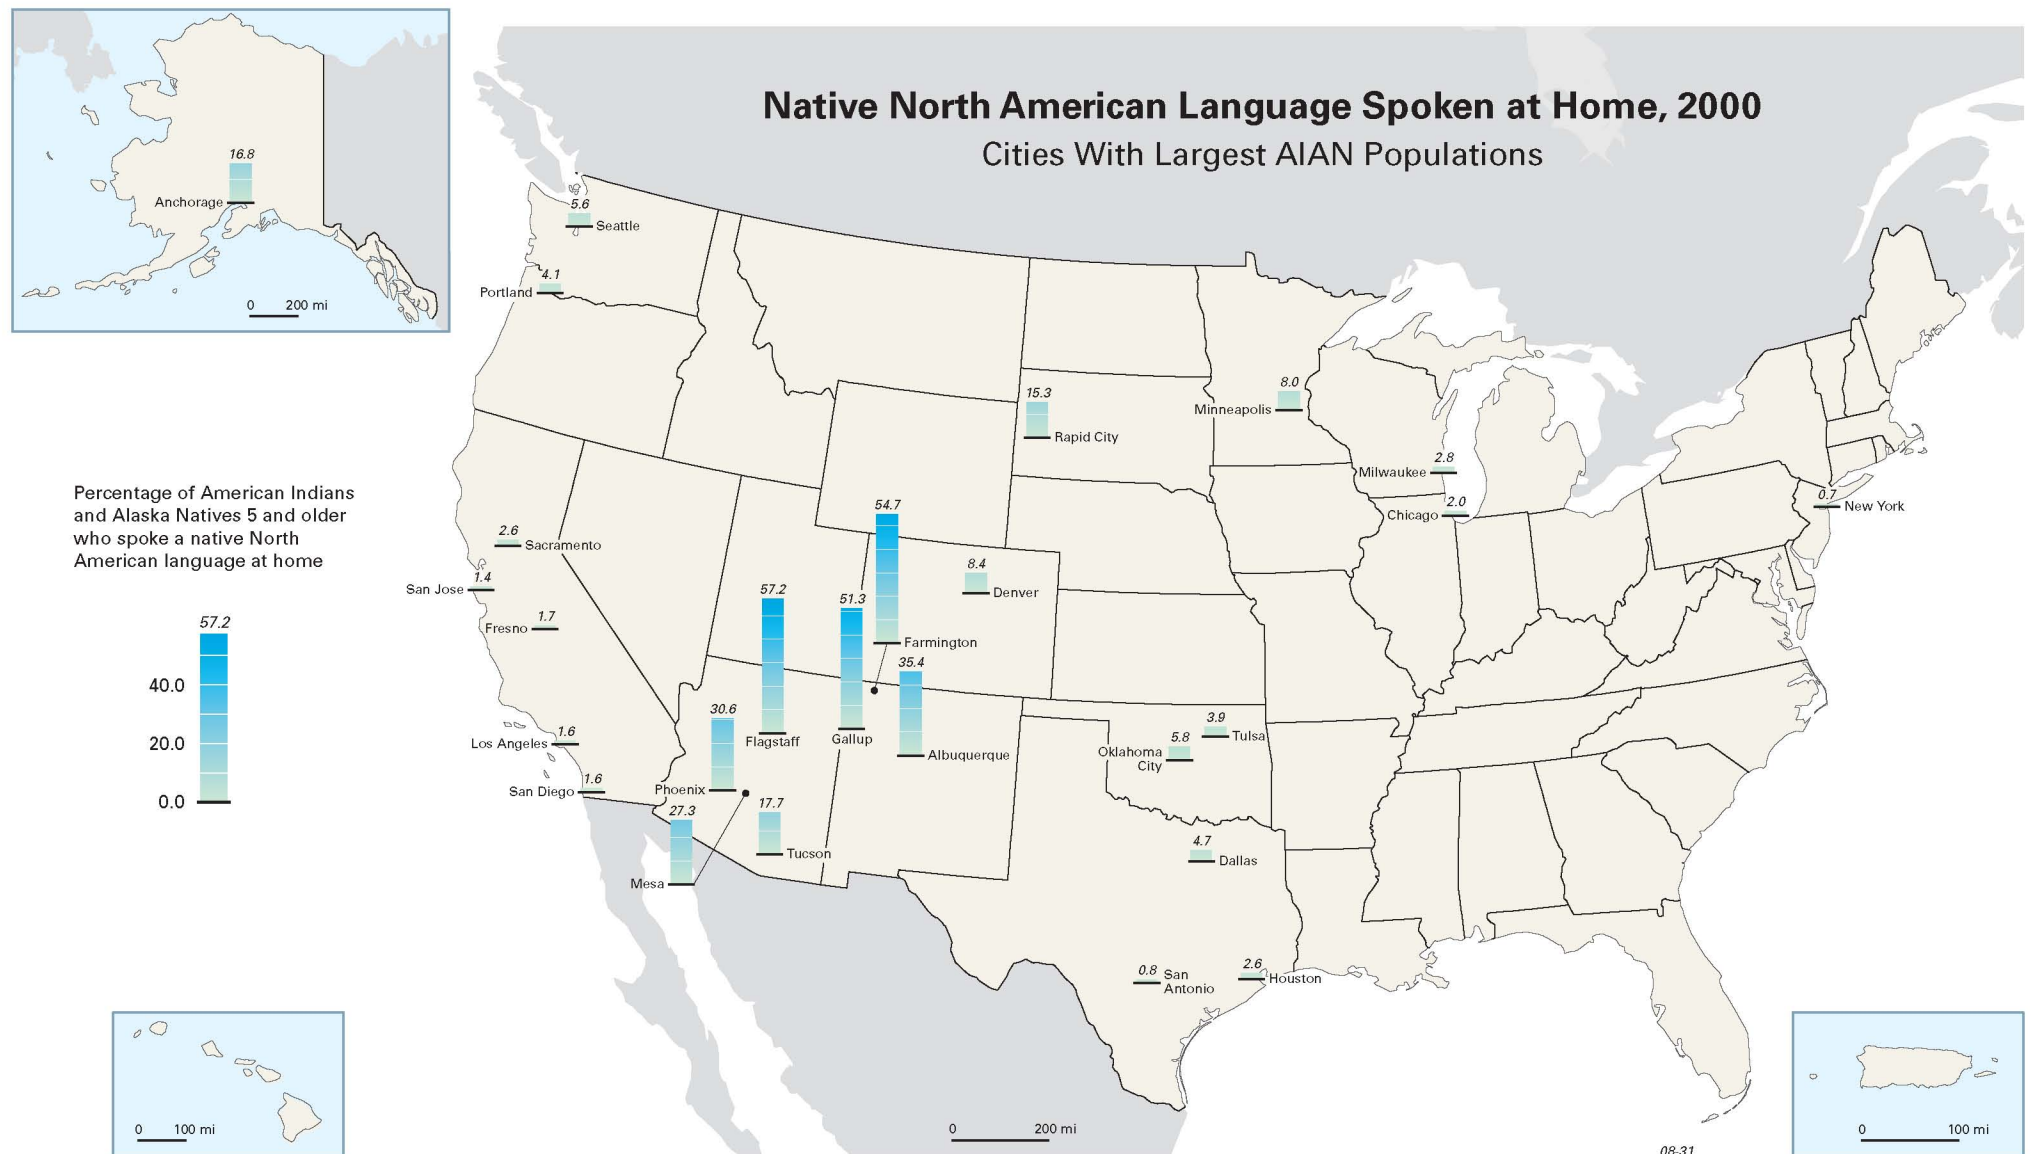 Native North American Language Spoken at Home, 2000
Cities With Largest AIAN Populations
16.8
Anchorage
0 200 mi
5.6
Seattle
4.1
Portland
15.3
Rapid City
8.0
Minneapolis
2.8
Milwaukee
2.0
Chicago
0.7
New York
Percentage of American Indians
and Alaska Natives 5 and older
who spoke a native North
American language at home
57.2
40.0
20.0
0.0
2.6
Sacramento
1.4
San Jose
1.7
Fresno
1.6
Los Angeles
1.6
San Diego
54.7
Farmington
8.4
Denver
57.2
Flagstaff
51.3
Gallup
35.4
Albuquerque
30.6
Phoenix
27.3
Mesa
17.7
Tucson
3.9
Tulsa
5.8
Oklahoma
City
4.7
Dallas
0.8
San
Antonio
2.6
Houston
0 100 mi
0 200 mi
0 100 mi
08-31